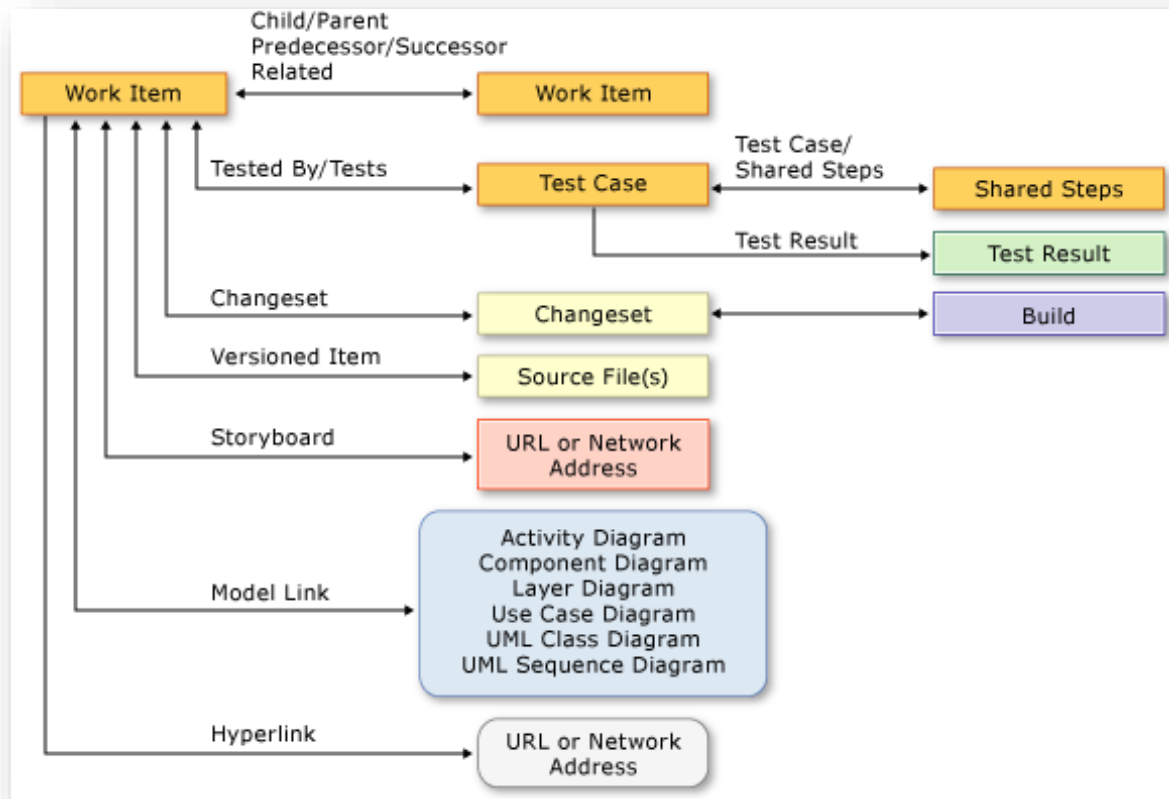 Child/Parent
Predecessor/Successor
Related
Work Item
Work Item
Tested By/Tests
Test Case
Test Case/
Shared Steps
Shared Steps
Test Result
Test Result
Changeset
Changeset
Build
Versioned Item
Source File(s)
Storyboard
URL or Network
Address
Model Link
Activity Diagram
Component Diagram
Layer Diagram
Use Case Diagram
UML Class Diagram
UML Sequence Diagram
Hyperlink
URL or Network
Address